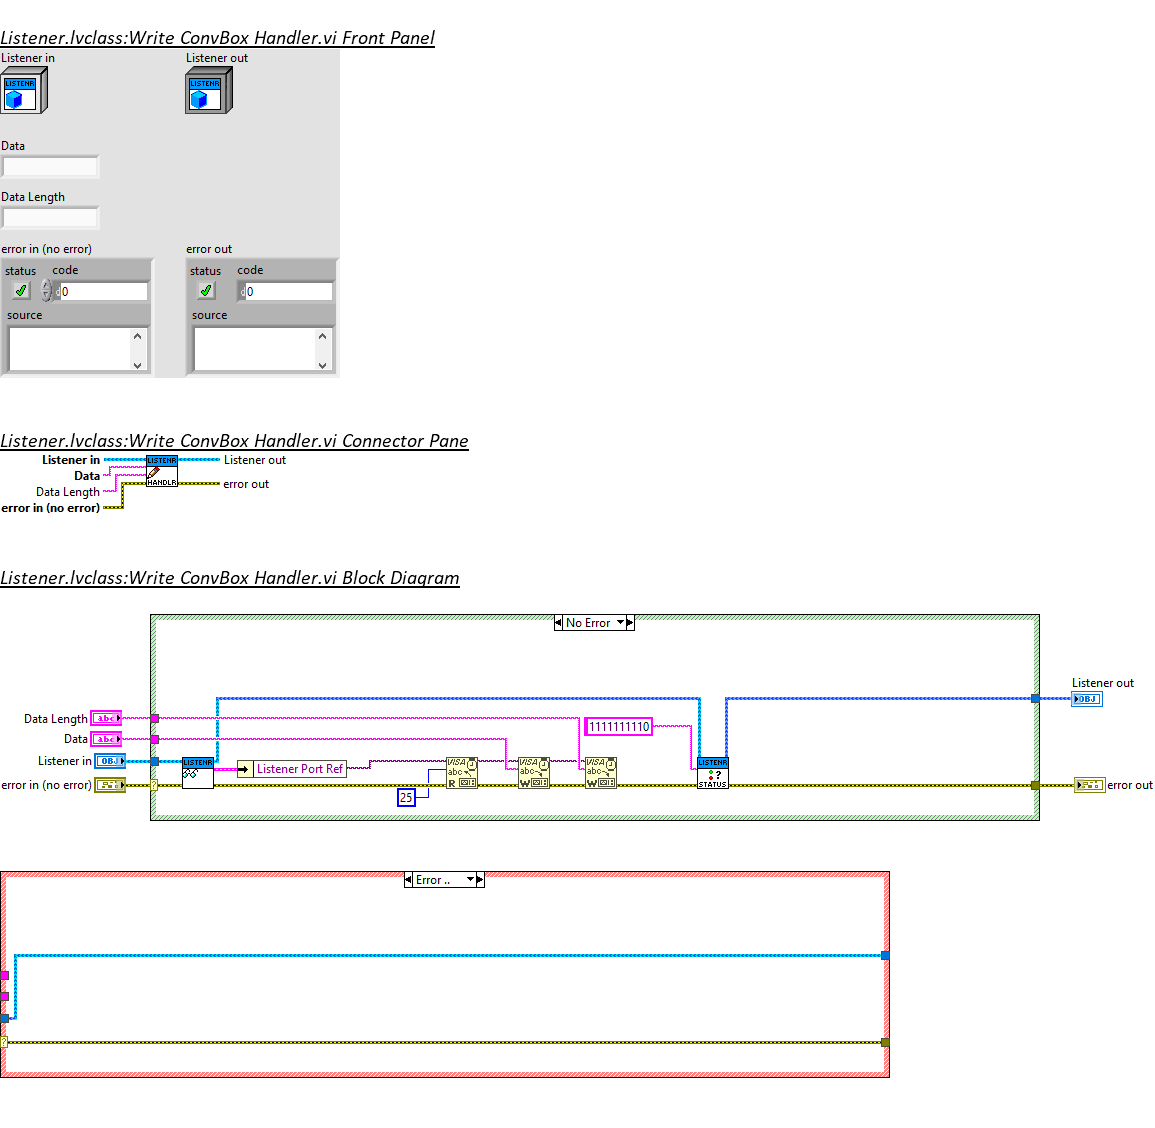 Listener.lvclass:Write ConvBox Handler.vi Front Panel
Listener in Listener out
LISTENR LISTENR
Data
Data Length
error in (no error) error out
status code status code
0 0
source source
Listener.lvclass:Write ConvBox Handler.vi Connector Pane
Listener in LISTENR Listener out
Data
Data Length HANDLR error out
error in (no error)
Listener.lvclass:Write ConvBox Handler.vi Block Diagram
No Error
Listener out
OBJ
Data Length abc
1111111110
Data abc
Listener in OBJ
LISTENR
Listener Port Ref
VISA abc R
VISA abc W
VISA abc W
LISTENR ? STATUS
error in (no error)
?
25
error out
Error ..
?